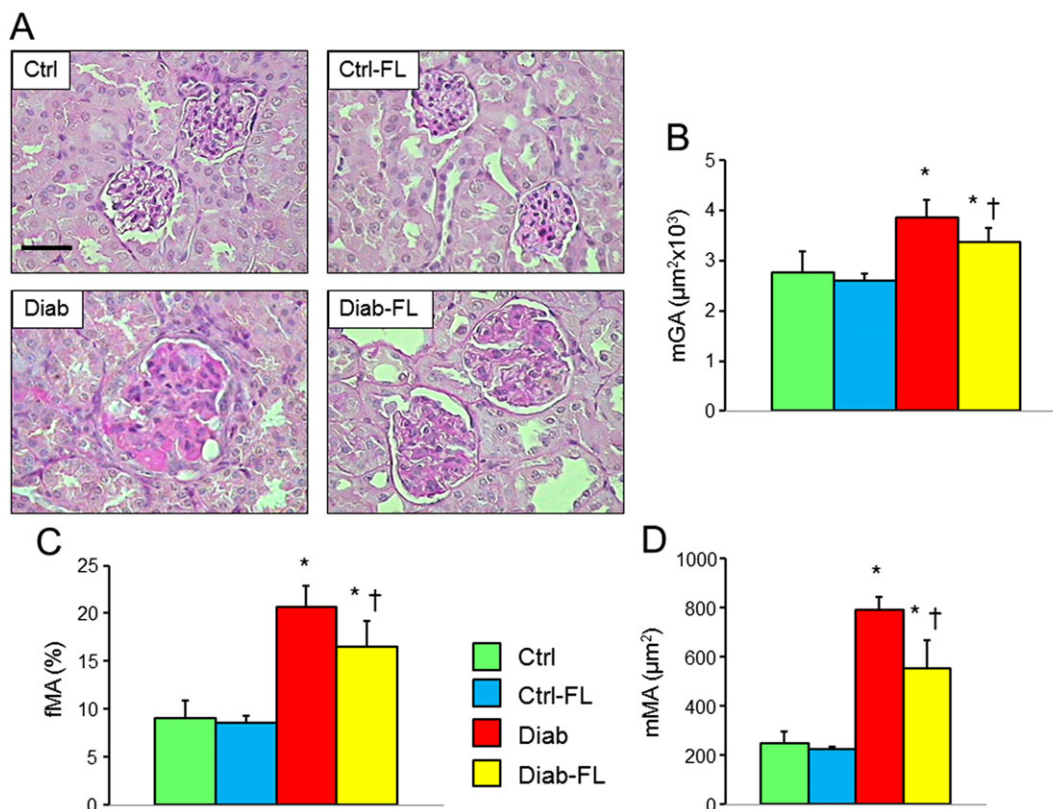 A
Ctrl
Ctrl-FL
Diab
Diab-FL
B
mGA (µm²x10³)
5
4
3
2
1
0
*
* †
C
fMA (%)
25
20
15
10
5
0
*
* †
Ctrl
Ctrl-FL
Diab
Diab-FL
D
mMA (µm²)
1000
800
600
400
200
0
*
* †